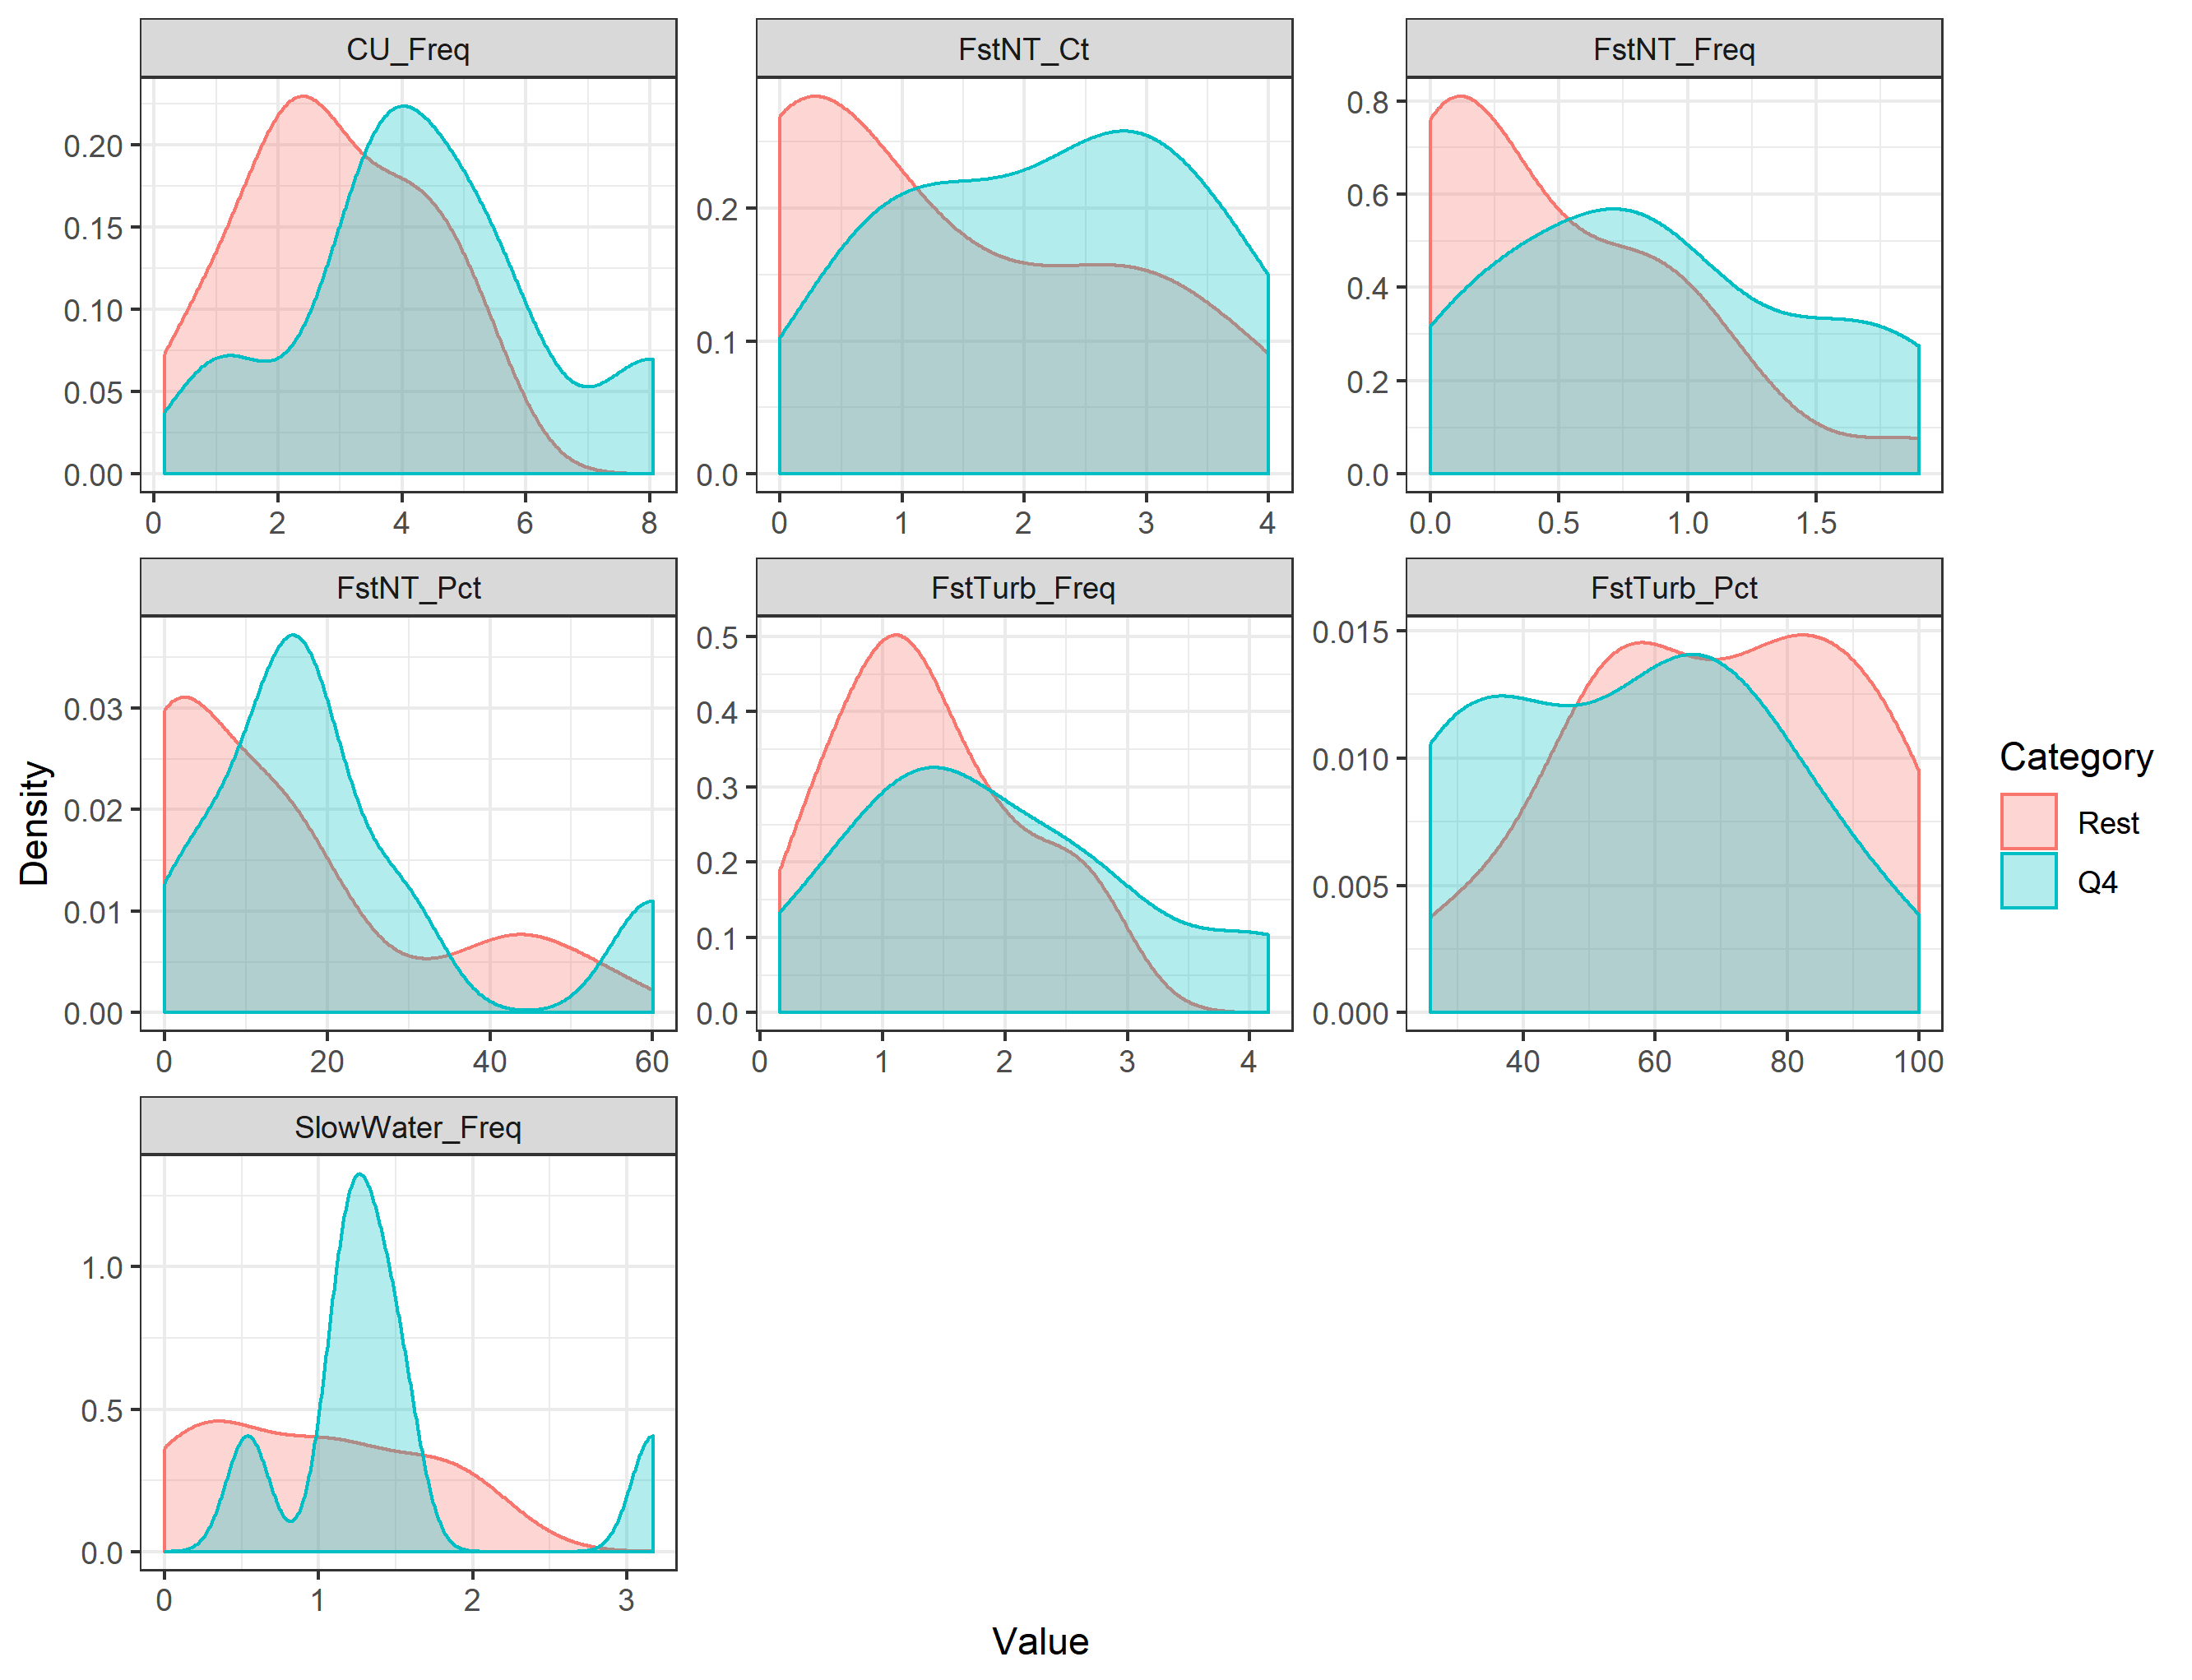 CU_Freq FstNT_Ct FstNT_Freq
0.20 0.15 0.10 0.05 0.00
0 2 4 6 8
0.2 0.1 0.0
0 1 2 3 4
0.8 0.6 0.4 0.2 0.0
0.0 0.5 1.0 1.5
FstNT_Pct FstTurb_Freq FstTurb_Pct
0.03 0.02 0.01 0.00
0 20 40 60
0.5 0.4 0.3 0.2 0.1 0.0
0 1 2 3 4
0.015 0.010 0.005 0.000
40 60 80 100
SlowWater_Freq
1.0 0.5 0.0
0 1 2 3
Density
Value
Category
Rest
Q4